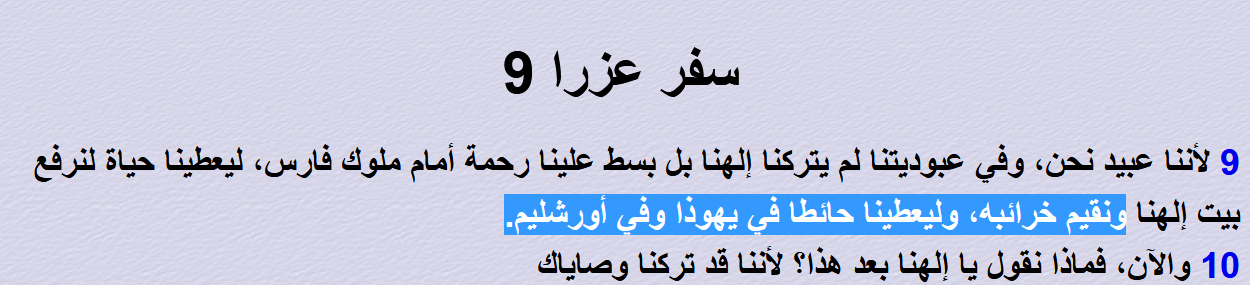 سفر عزرا 9
9 لأننا عبيد نحن، وفي عبوديتنا لم يتركنا إلهنا بل بسط علينا رحمة أمام ملوك فارس، ليعطينا حياة لنرفع
بيت إلهنا ونقيم خرائبه، وليعطينا حائطا في يهوذا وفي أورشليم.
10 والآن، فماذا نقول يا إلهنا بعد هذا؟ لأننا قد تركنا وصاياك